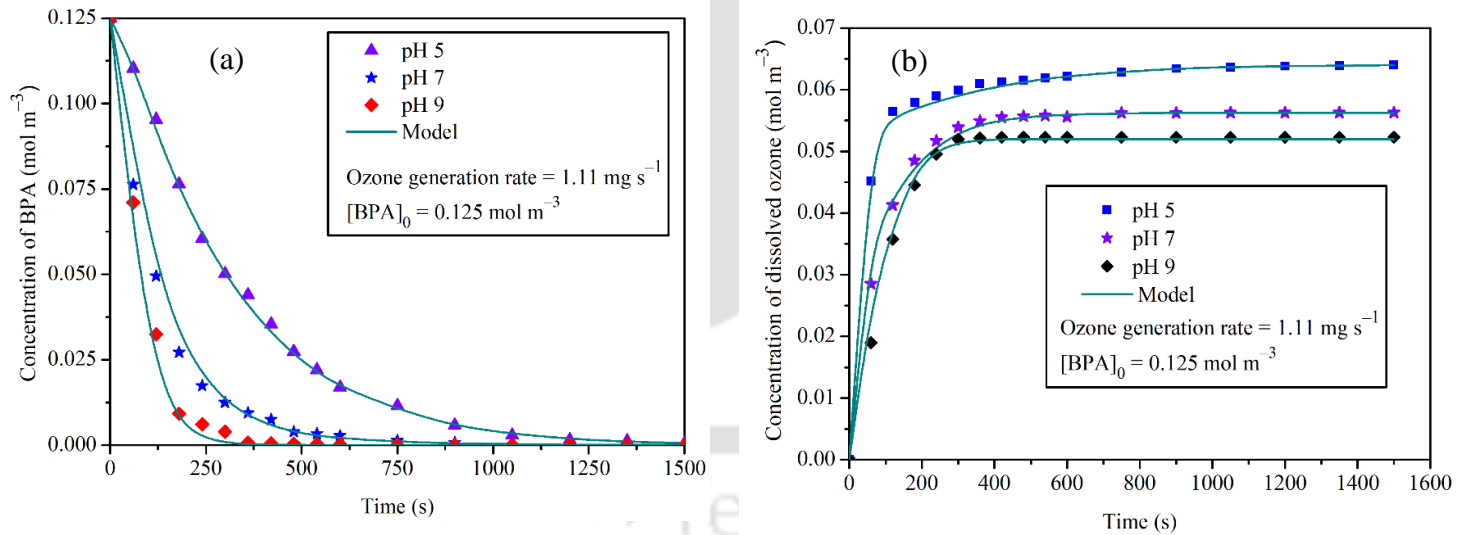 (a)
pH 5
pH 7
pH 9
Model
Ozone generation rate = 1.11 mg s⁻¹
[BPA]₀ = 0.125 mol m⁻³
Concentration of BPA (mol m⁻³)
0.125
0.100
0.075
0.050
0.025
0.000
0 250 500 750 1000 1250 1500
Time (s)
(b)
pH 5
pH 7
pH 9
Model
Ozone generation rate = 1.11 mg s⁻¹
[BPA]₀ = 0.125 mol m⁻³
Concentration of dissolved ozone (mol m⁻³)
0.07
0.06
0.05
0.04
0.03
0.02
0.01
0.00
0 200 400 600 800 1000 1200 1400 1600
Time (s)